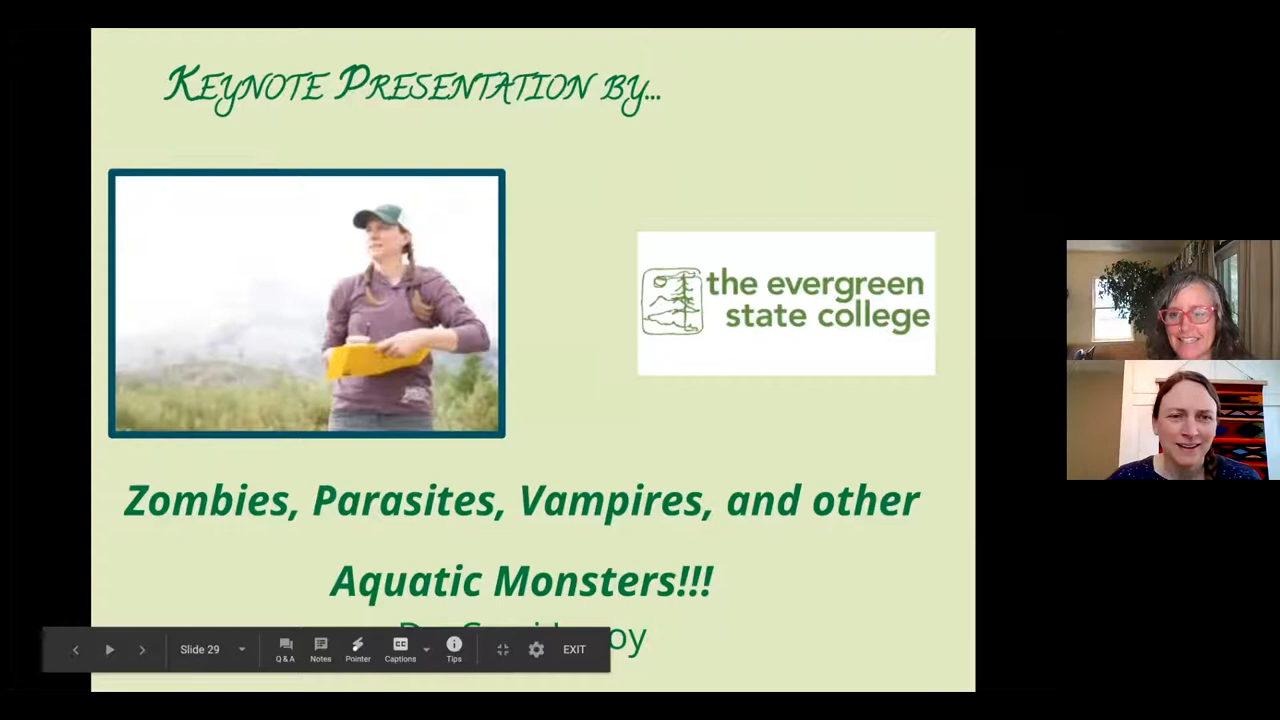 Keynote Presentation by...
the evergreen
state college
Zombies, Parasites, Vampires, and other
Aquatic Monsters!!!
Slide 29
Q & A
Notes
Pointer
CC
Captions
Tips
EXIT